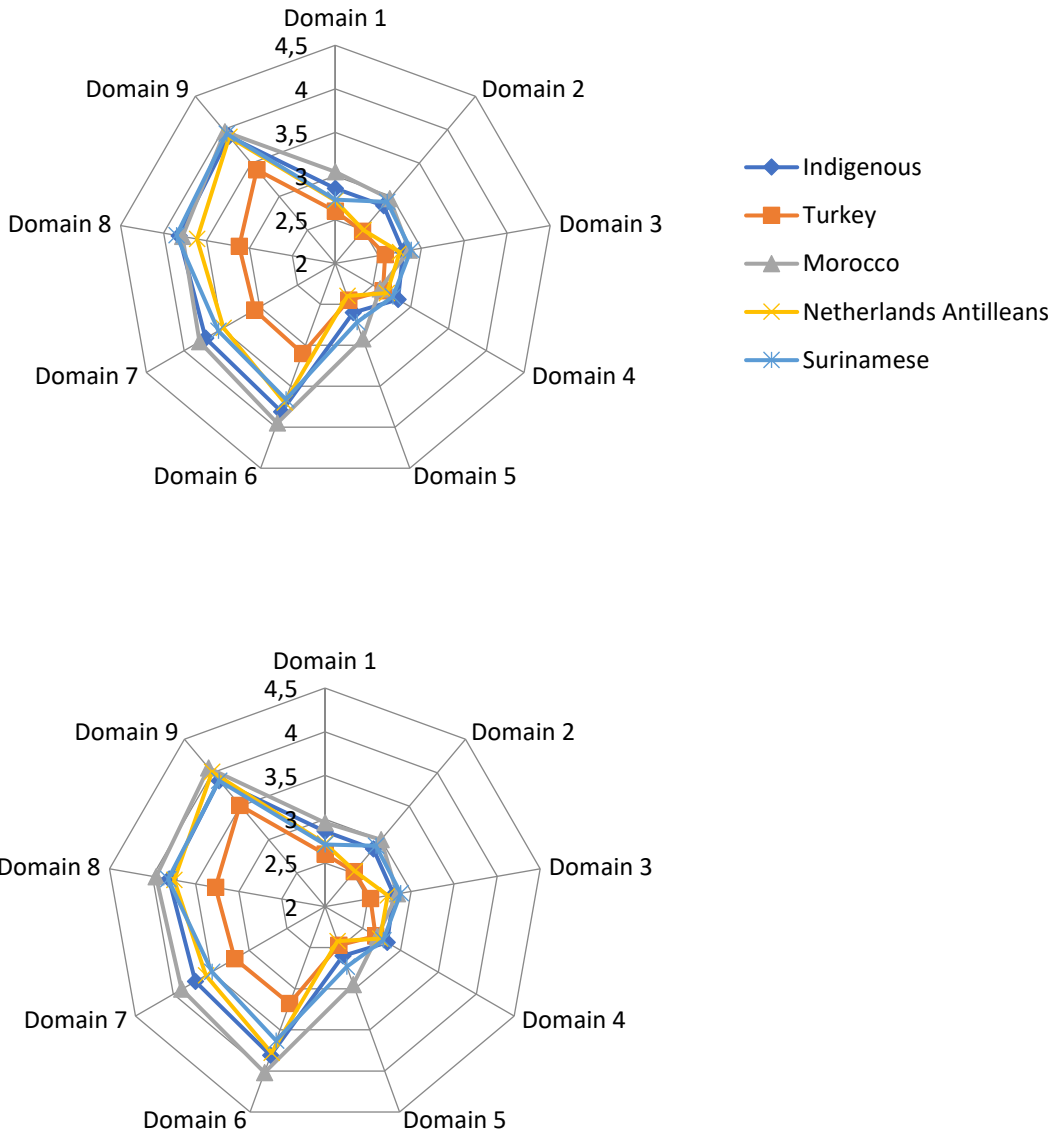 Domain 1
4,5
Domain 9
4
Domain 2
3,5
3
Domain 8
2,5
Domain 3
2
Domain 7
Domain 4
Domain 6
Domain 5
Indigenous
Turkey
Morocco
Netherlands Antilleans
Surinamese
Domain 1
4,5
Domain 9
4
Domain 2
3,5
3
Domain 8
2,5
Domain 3
2
Domain 7
Domain 4
Domain 6
Domain 5